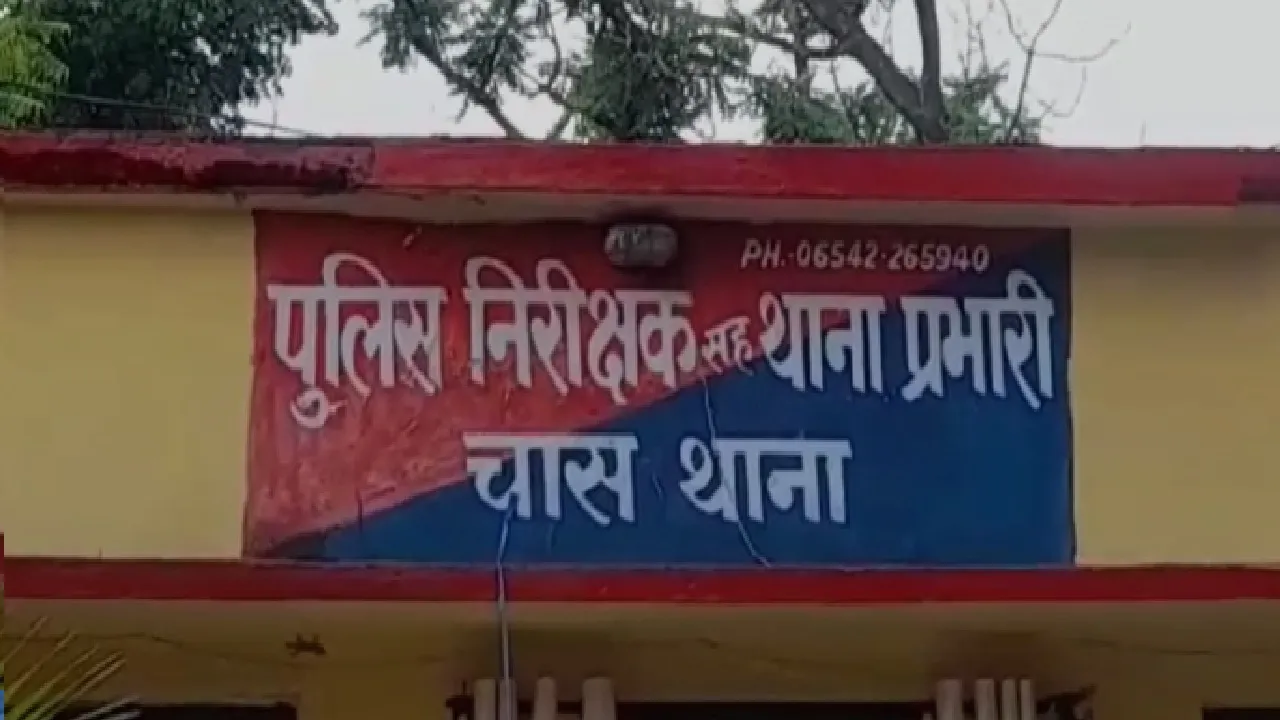 PH.-06542-265940
पुलिस निरीक्षक सह थाना प्रभारी
चास थाना